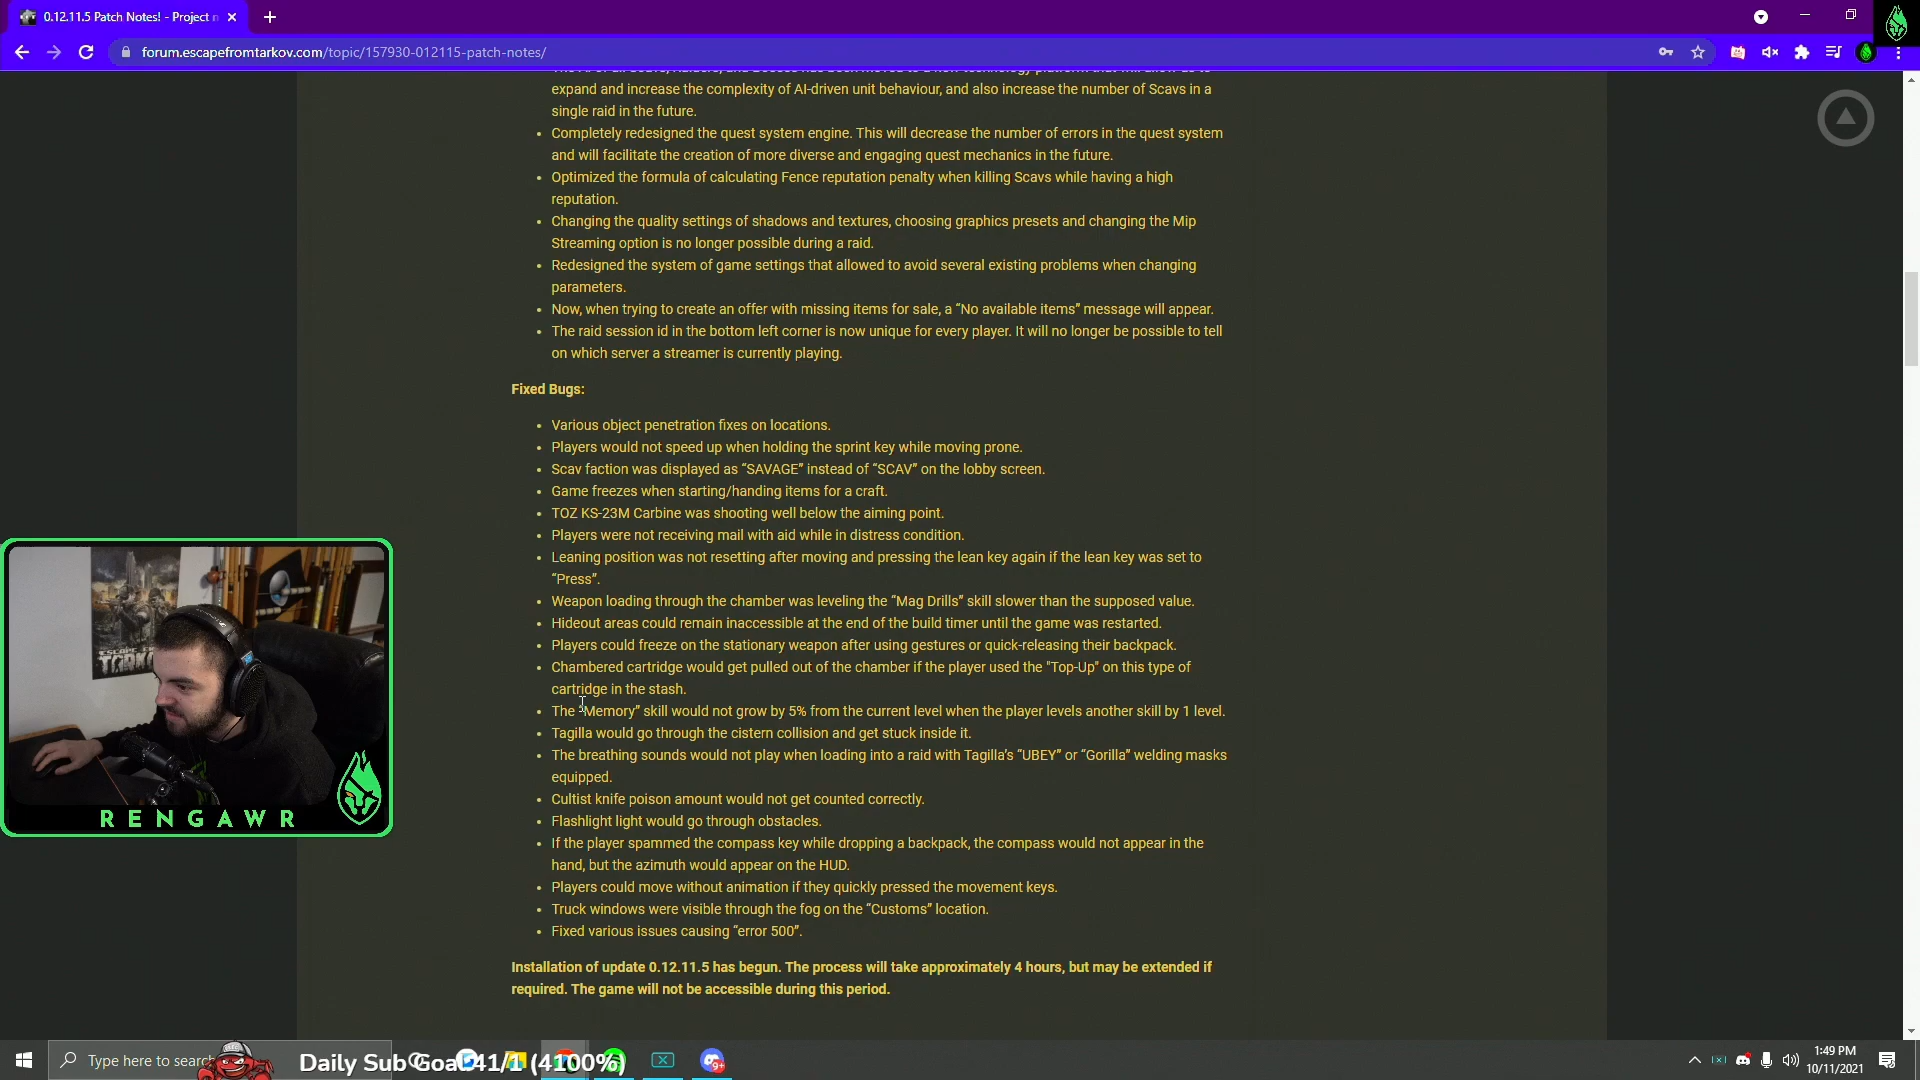 0.12.11.5 Patch Notes! - Project
forum.escapefromtarkov.com/topic/157930-012115-patch-notes/
expand and increase the complexity of AI-driven unit behaviour, and also increase the number of Scavs in a
single raid in the future.
• Completely redesigned the quest system engine. This will decrease the number of errors in the quest system
and will facilitate the creation of more diverse and engaging quest mechanics in the future.
• Optimized the formula of calculating Fence reputation penalty when killing Scavs while having a high
reputation.
• Changing the quality settings of shadows and textures, choosing graphics presets and changing the Mip
Streaming option is no longer possible during a raid.
• Redesigned the system of game settings that allowed to avoid several existing problems when changing
parameters.
• Now, when trying to create an offer with missing items for sale, a “No available items” message will appear.
• The raid session id in the bottom left corner is now unique for every player. It will no longer be possible to tell
on which server a streamer is currently playing.
Fixed Bugs:
• Various object penetration fixes on locations.
• Players would not speed up when holding the sprint key while moving prone.
• Scav faction was displayed as “SAVAGE” instead of “SCAV” on the lobby screen.
• Game freezes when starting/handing items for a craft.
• TOZ KS-23M Carbine was shooting well below the aiming point.
• Players were not receiving mail with aid while in distress condition.
• Leaning position was not resetting after moving and pressing the lean key again if the lean key was set to
“Press”.
• Weapon loading through the chamber was leveling the “Mag Drills” skill slower than the supposed value.
• Hideout areas could remain inaccessible at the end of the build timer until the game was restarted.
• Players could freeze on the stationary weapon after using gestures or quick-releasing their backpack.
• Chambered cartridge would get pulled out of the chamber if the player used the "Top-Up" on this type of
cartridge in the stash.
• The “Memory” skill would not grow by 5% from the current level when the player levels another skill by 1 level.
• Tagilla would go through the cistern collision and get stuck inside it.
• The breathing sounds would not play when loading into a raid with Tagilla’s “UBEY” or “Gorilla” welding masks
equipped.
• Cultist knife poison amount would not get counted correctly.
• Flashlight light would go through obstacles.
• If the player spammed the compass key while dropping a backpack, the compass would not appear in the
hand, but the azimuth would appear on the HUD.
• Players could move without animation if they quickly pressed the movement keys.
• Truck windows were visible through the fog on the “Customs” location.
• Fixed various issues causing “error 500”.
Installation of update 0.12.11.5 has begun. The process will take approximately 4 hours, but may be extended if
required. The game will not be accessible during this period.
TARKOV
RENGAWR
Type here to search
Daily Sub Goal 41/1 (4100%)
9+
1:49 PM
10/11/2021